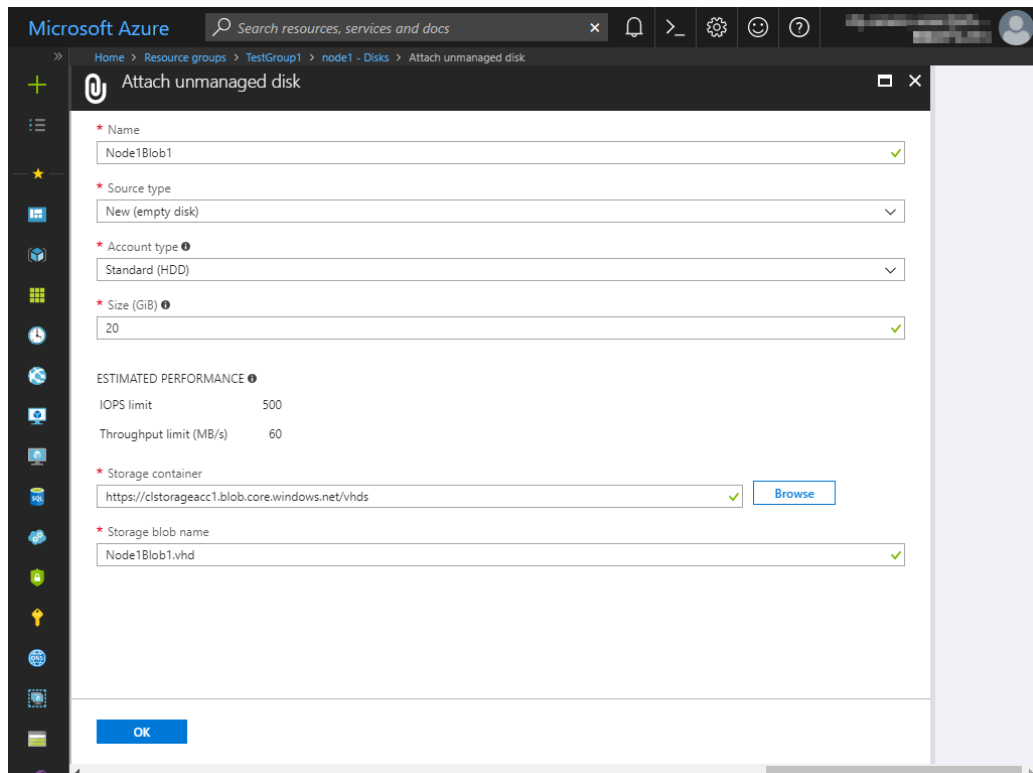 Microsoft Azure
Search resources, services and docs
Home > Resource groups > TestGroup1 > node1 - Disks > Attach unmanaged disk
Attach unmanaged disk
* Name
Node1Blob1
* Source type
New (empty disk)
* Account type
Standard (HDD)
* Size (GiB)
20
ESTIMATED PERFORMANCE
IOPS limit 500
Throughput limit (MB/s) 60
* Storage container
https://clstorageacc1.blob.core.windows.net/vhds
Browse
* Storage blob name
Node1Blob1.vhd
OK
SQL
DNS